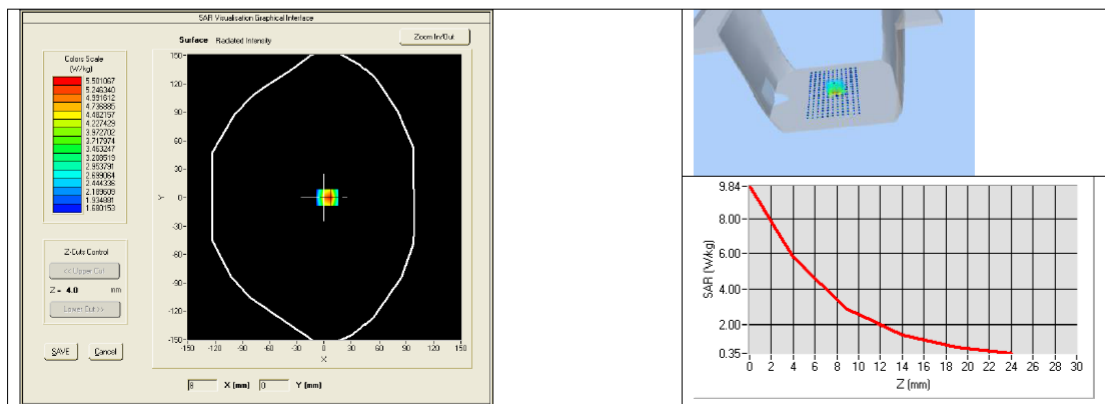 SAR Visualisation Graphical Interface
Surface Radiated Intensity
Zoom In/Out
Colors Scale
(W/kg)
5.501067
5.246340
4.991612
4.736885
4.482157
4.227429
3.972702
3.717974
3.463247
3.208519
2.953791
2.699064
2.444336
2.189609
1.934881
1.680153
Z-Cuts Control
<< Upper Cut
Z = 4.0 mm
Lower Cut >>
SAVE Cancel
150
120
90
60
30
0
-30
-60
-90
-120
-150
Y
-150 -120 -90 -60 -30 0 30 60 90 120 150
X
8 X (mm) 0 Y (mm)
9.84
8.00
6.00
4.00
2.00
0.35
SAR (W/kg)
0 2 4 6 8 10 12 14 16 18 20 22 24 26 28 30
Z (mm)